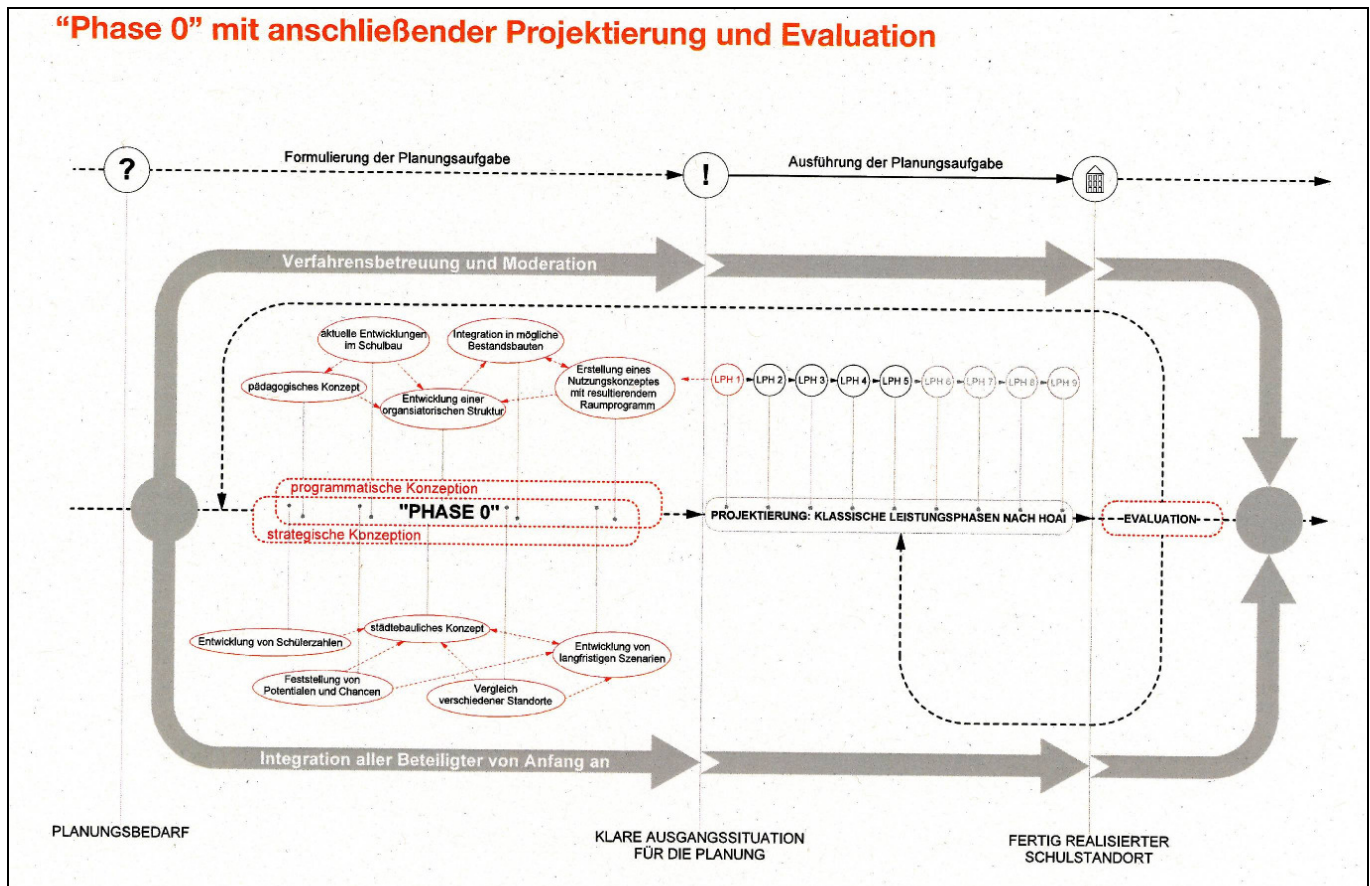 “Phase 0” mit anschließender Projektierung und Evaluation
?
Formulierung der Planungsaufgabe
!
Ausführung der Planungsaufgabe
Verfahrensbetreuung und Moderation
aktuelle Entwicklungen
im Schulbau
Integration in mögliche
Bestandsbauten
pädagogisches Konzept
Entwicklung einer
organsiatorischen Struktur
Erstellung eines
Nutzungskonzeptes
mit resultierendem
Raumprogramm
LPH 1
LPH 2
LPH 3
LPH 4
LPH 5
LPH 6
LPH 7
LPH 8
LPH 9
programmatische Konzeption
"PHASE 0"
strategische Konzeption
PROJEKTIERUNG: KLASSISCHE LEISTUNGSPHASEN NACH HOAI
EVALUATION
Entwicklung von Schülerzahlen
städtebauliches Konzept
Entwicklung von
langfristigen Szenarien
Feststellung von
Potentialen und Chancen
Vergleich
verschiedener Standorte
Integration aller Beteiligter von Anfang an
PLANUNGSBEDARF
KLARE AUSGANGSSITUATION
FÜR DIE PLANUNG
FERTIG REALISIERTER
SCHULSTANDORT